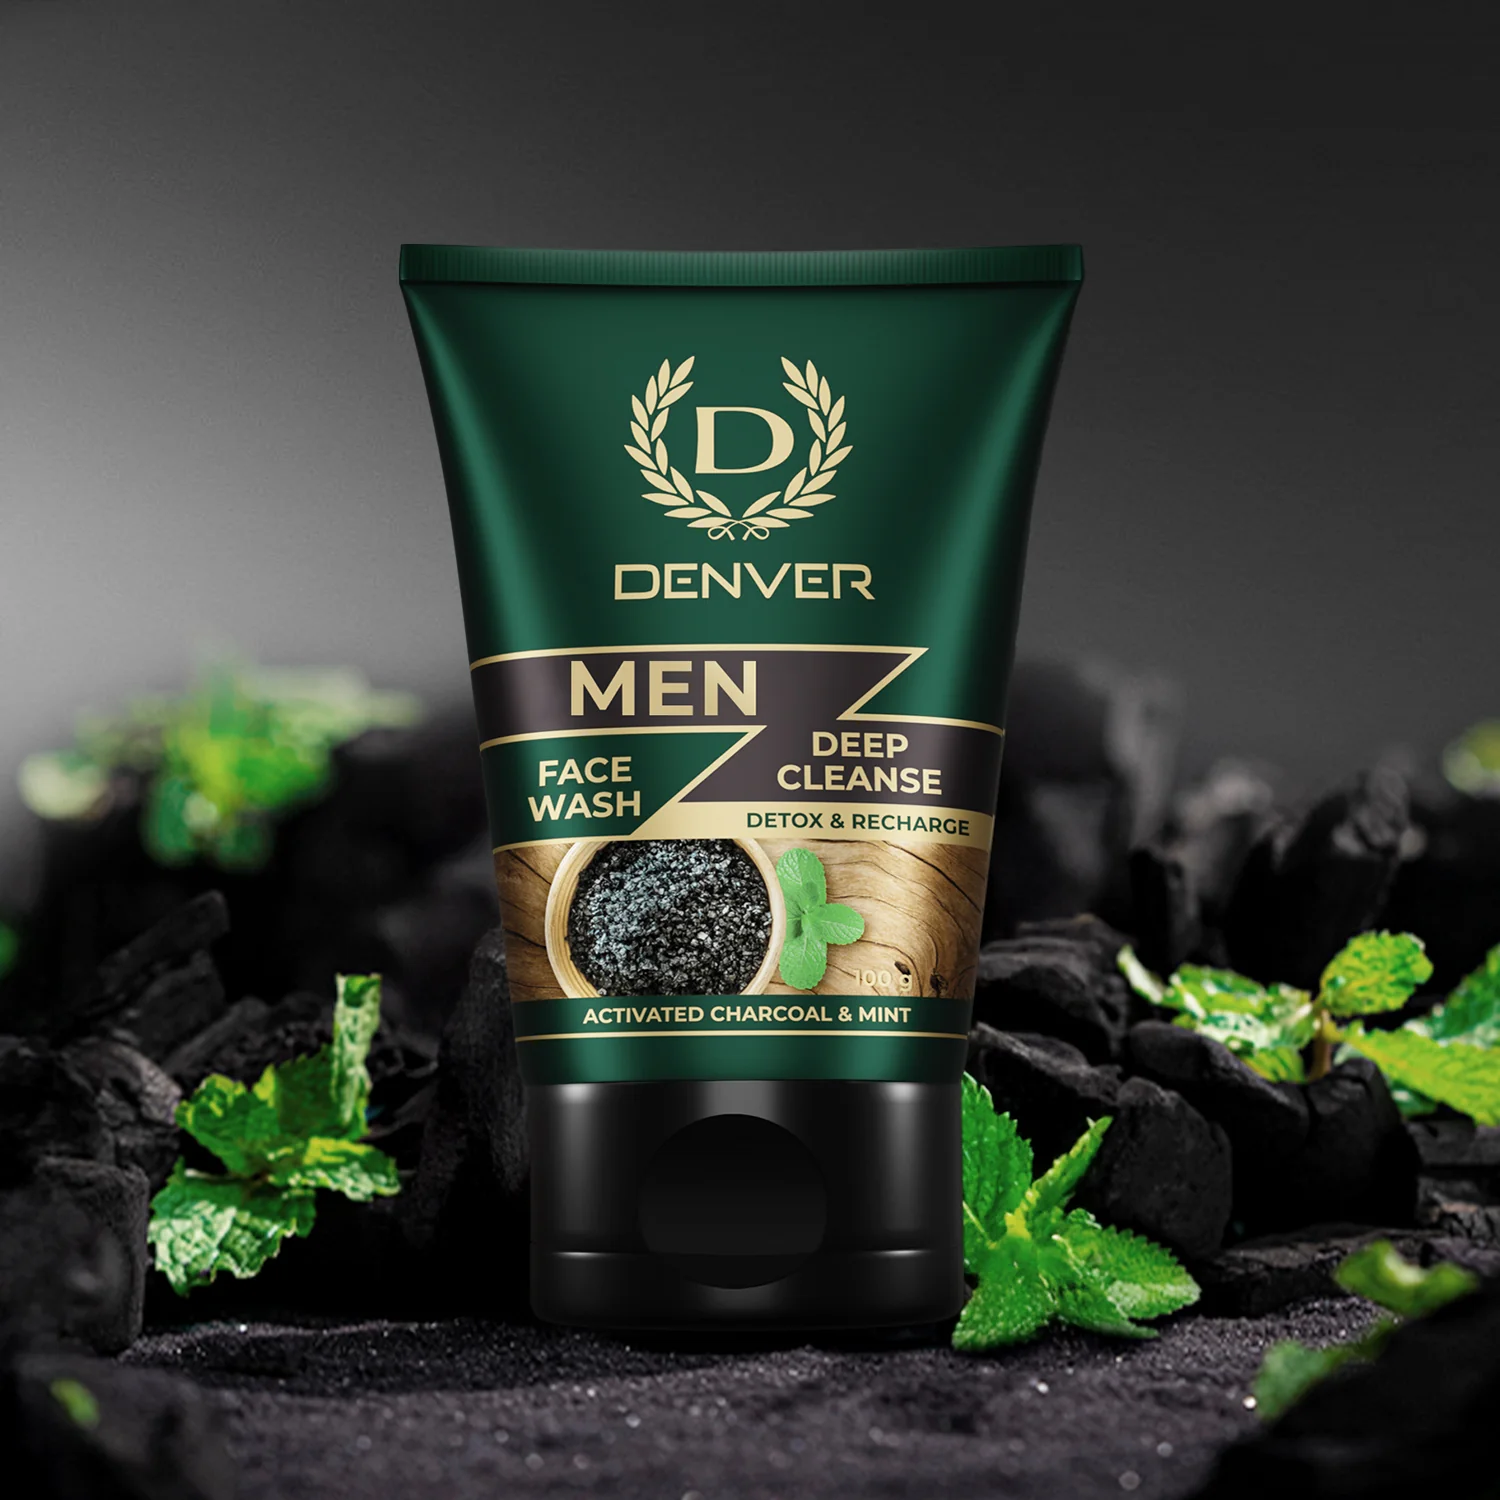 D
DENVER
MEN
FACE
WASH
DEEP
CLEANSE
DETOX & RECHARGE
100 g
ACTIVATED CHARCOAL & MINT